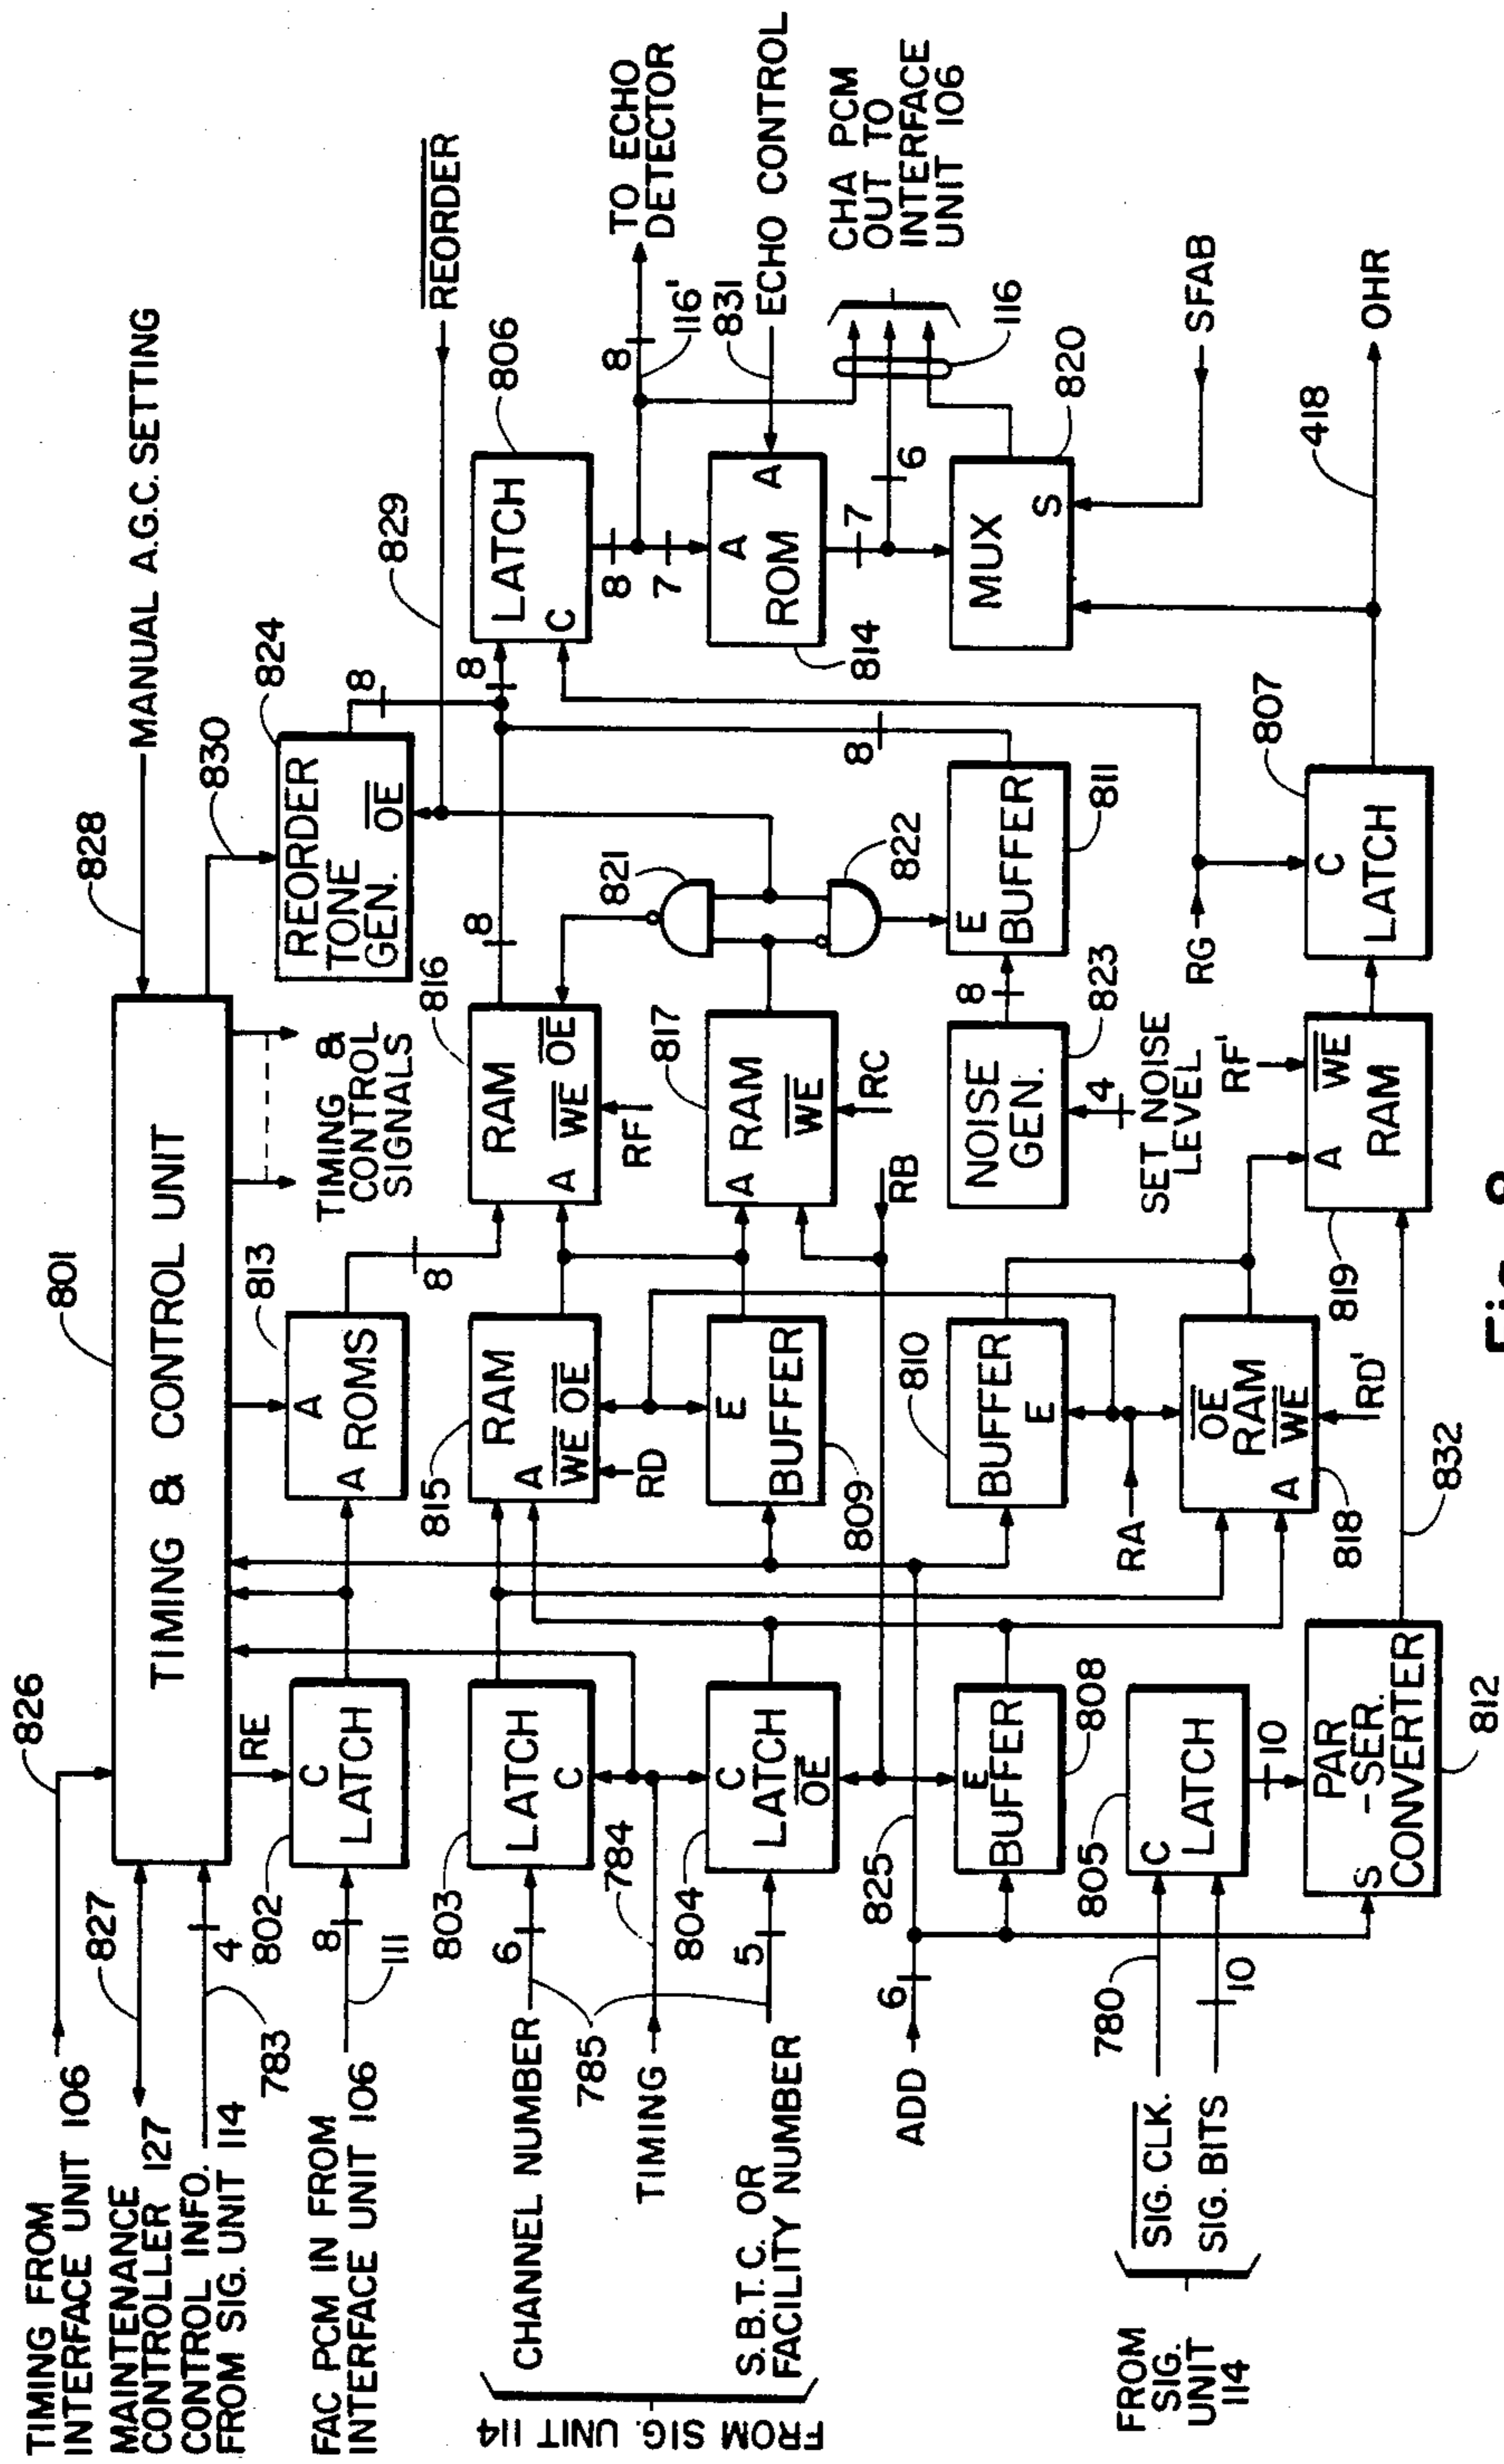 TIMING FROM
INTERFACE UNIT 106
MAINTENANCE
CONTROLLER 127
CONTROL INFO.
FROM SIG. UNIT 114
783
4
827
826
801
TIMING & CONTROL UNIT
828
MANUAL A.G.C. SETTING
FAC PCM IN FROM
INTERFACE UNIT 106
111
8
802
RE
C
LATCH
813
A
A ROMS
8
TIMING &
CONTROL
SIGNALS
830
824
REORDER
TONE
GEN.
OE
8
829
REORDER
FROM SIG. UNIT 114
CHANNEL NUMBER
785
6
803
LATCH
C
784
TIMING
815
RAM
A
WE OE
RD
816
RAM
A WE OE
RF
8
8
806
LATCH
C
8
7
8
116'
TO ECHO
DETECTOR
S.B.T.C. OR
FACILITY NUMBER
5
804
C
LATCH
OE
E
BUFFER
809
817
A RAM
WE
RC
RB
821
822
831
ECHO CONTROL
A
A
ROM
814
7
6
CHA PCM
OUT TO
INTERFACE
UNIT 106
116
ADD
6
825
E
BUFFER
808
810
BUFFER
E
RA
NOISE
GEN.
823
8
4
SET NOISE
LEVEL
E
BUFFER
811
8
MUX
S
820
SFAB
FROM
SIG.
UNIT
114
SIG. CLK.
SIG. BITS
780
10
805
C
LATCH
10
OE
RAM
WE
A
818
RD'
RG
PAR
-SER.
S
CONVERTER
812
832
819
A
WE
RAM
RF'
807
C
LATCH
418
OHR